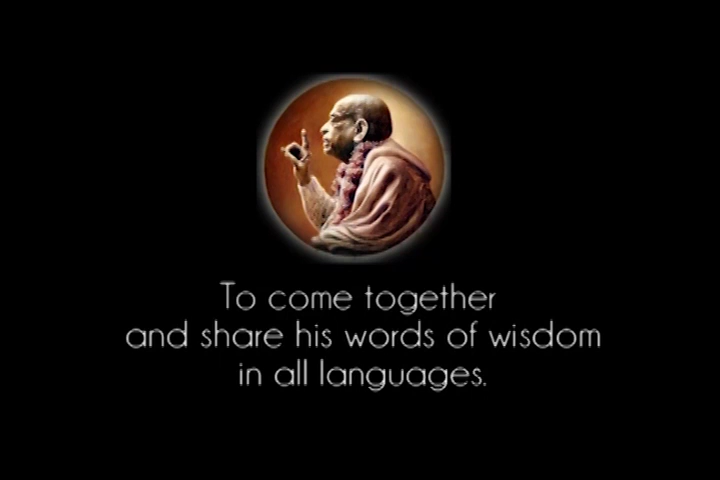 To come together
and share his words of wisdom
in all languages.